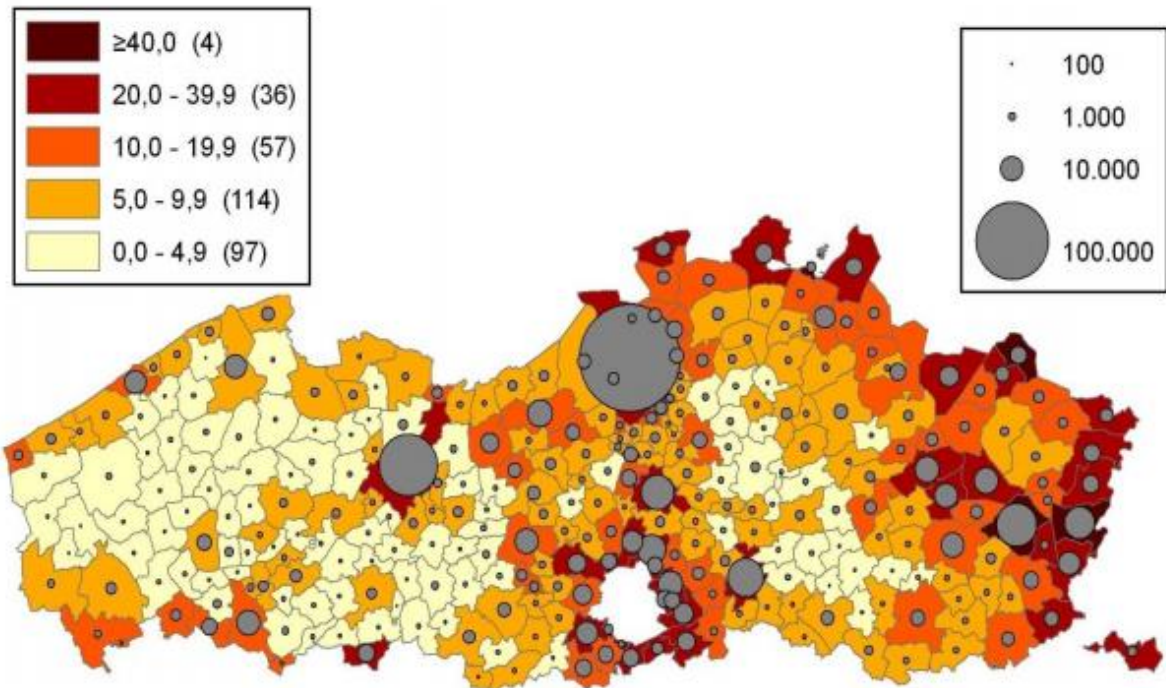 ≥40,0 (4)
20,0 - 39,9 (36)
10,0 - 19,9 (57)
5,0 - 9,9 (114)
0,0 - 4,9 (97)
100
1.000
10.000
100.000